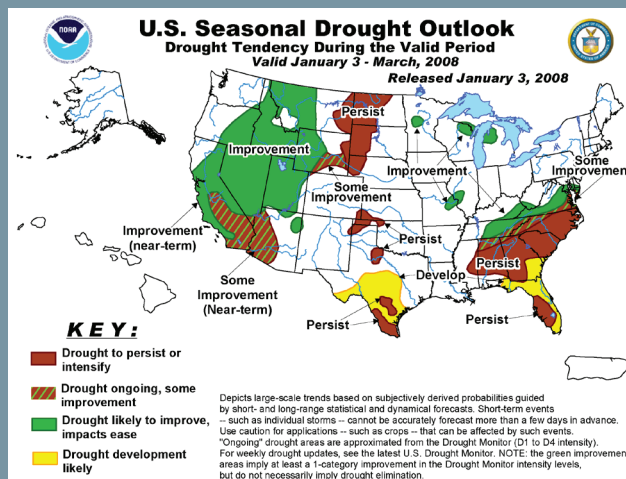 NOAA
U.S. Seasonal Drought Outlook
Drought Tendency During the Valid Period
Valid January 3 - March, 2008
Released January 3, 2008
Persist
Improvement
Some
Improvement
Improvement
Some
Improvement
Improvement
(near-term)
Some
Improvement
(Near-term)
Persist
Develop
Persist
Persist
Persist
KEY:
Drought to persist or
intensify
Drought ongoing, some
improvement
Drought likely to improve,
impacts ease
Drought development
likely
Depicts large-scale trends based on subjectively derived probabilities guided
by short- and long-range statistical and dynamical forecasts. Short-term events
-- such as individual storms -- cannot be accurately forecast more than a few days in advance.
Use caution for applications -- such as crops -- that can be affected by such events.
"Ongoing" drought areas are approximated from the Drought Monitor (D1 to D4 intensity).
For weekly drought updates, see the latest U.S. Drought Monitor. NOTE: the green improvement
areas imply at least a 1-category improvement in the Drought Monitor intensity levels,
but do not necessarily imply drought elimination.